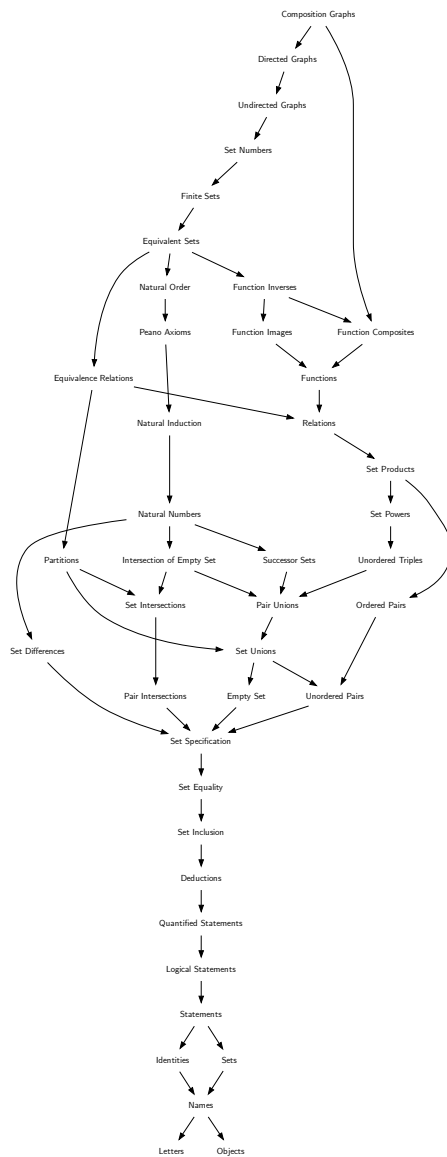 Composition Graphs
Directed Graphs
Undirected Graphs
Set Numbers
Finite Sets
Equivalent Sets
Natural Order
Function Inverses
Peano Axioms
Function Images
Function Composites
Equivalence Relations
Functions
Natural Induction
Relations
Set Products
Natural Numbers
Set Powers
Partitions
Intersection of Empty Set
Successor Sets
Unordered Triples
Set Intersections
Pair Unions
Ordered Pairs
Set Differences
Set Unions
Pair Intersections
Empty Set
Unordered Pairs
Set Specification
Set Equality
Set Inclusion
Deductions
Quantified Statements
Logical Statements
Statements
Identities
Sets
Names
Letters
Objects